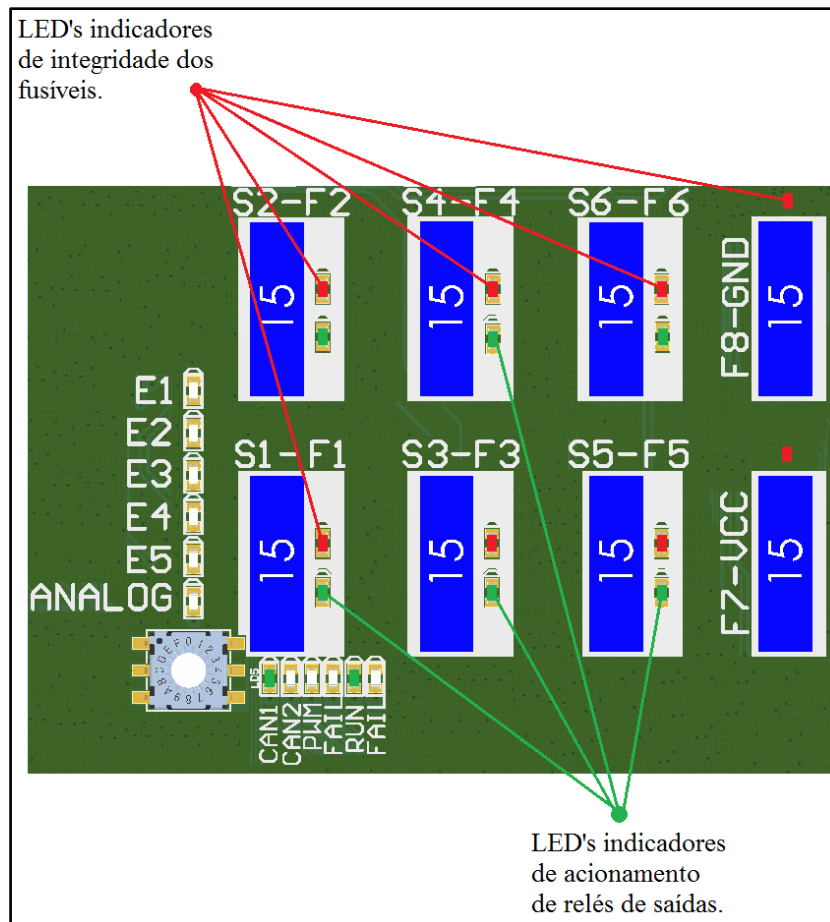 LED's indicadores
de integridade dos
fusíveis.
S2-F2
S4-F4
S6-F6
15
15
15
F8-GND
15
E1
E2
E3
E4
E5
ANALOG
S1-F1
S3-F3
S5-F5
15
15
15
F7-VCC
15
LD5
CAN1
CAN2
PWM
FAIL
RUN
FAIL
LED's indicadores
de acionamento
de relés de saídas.